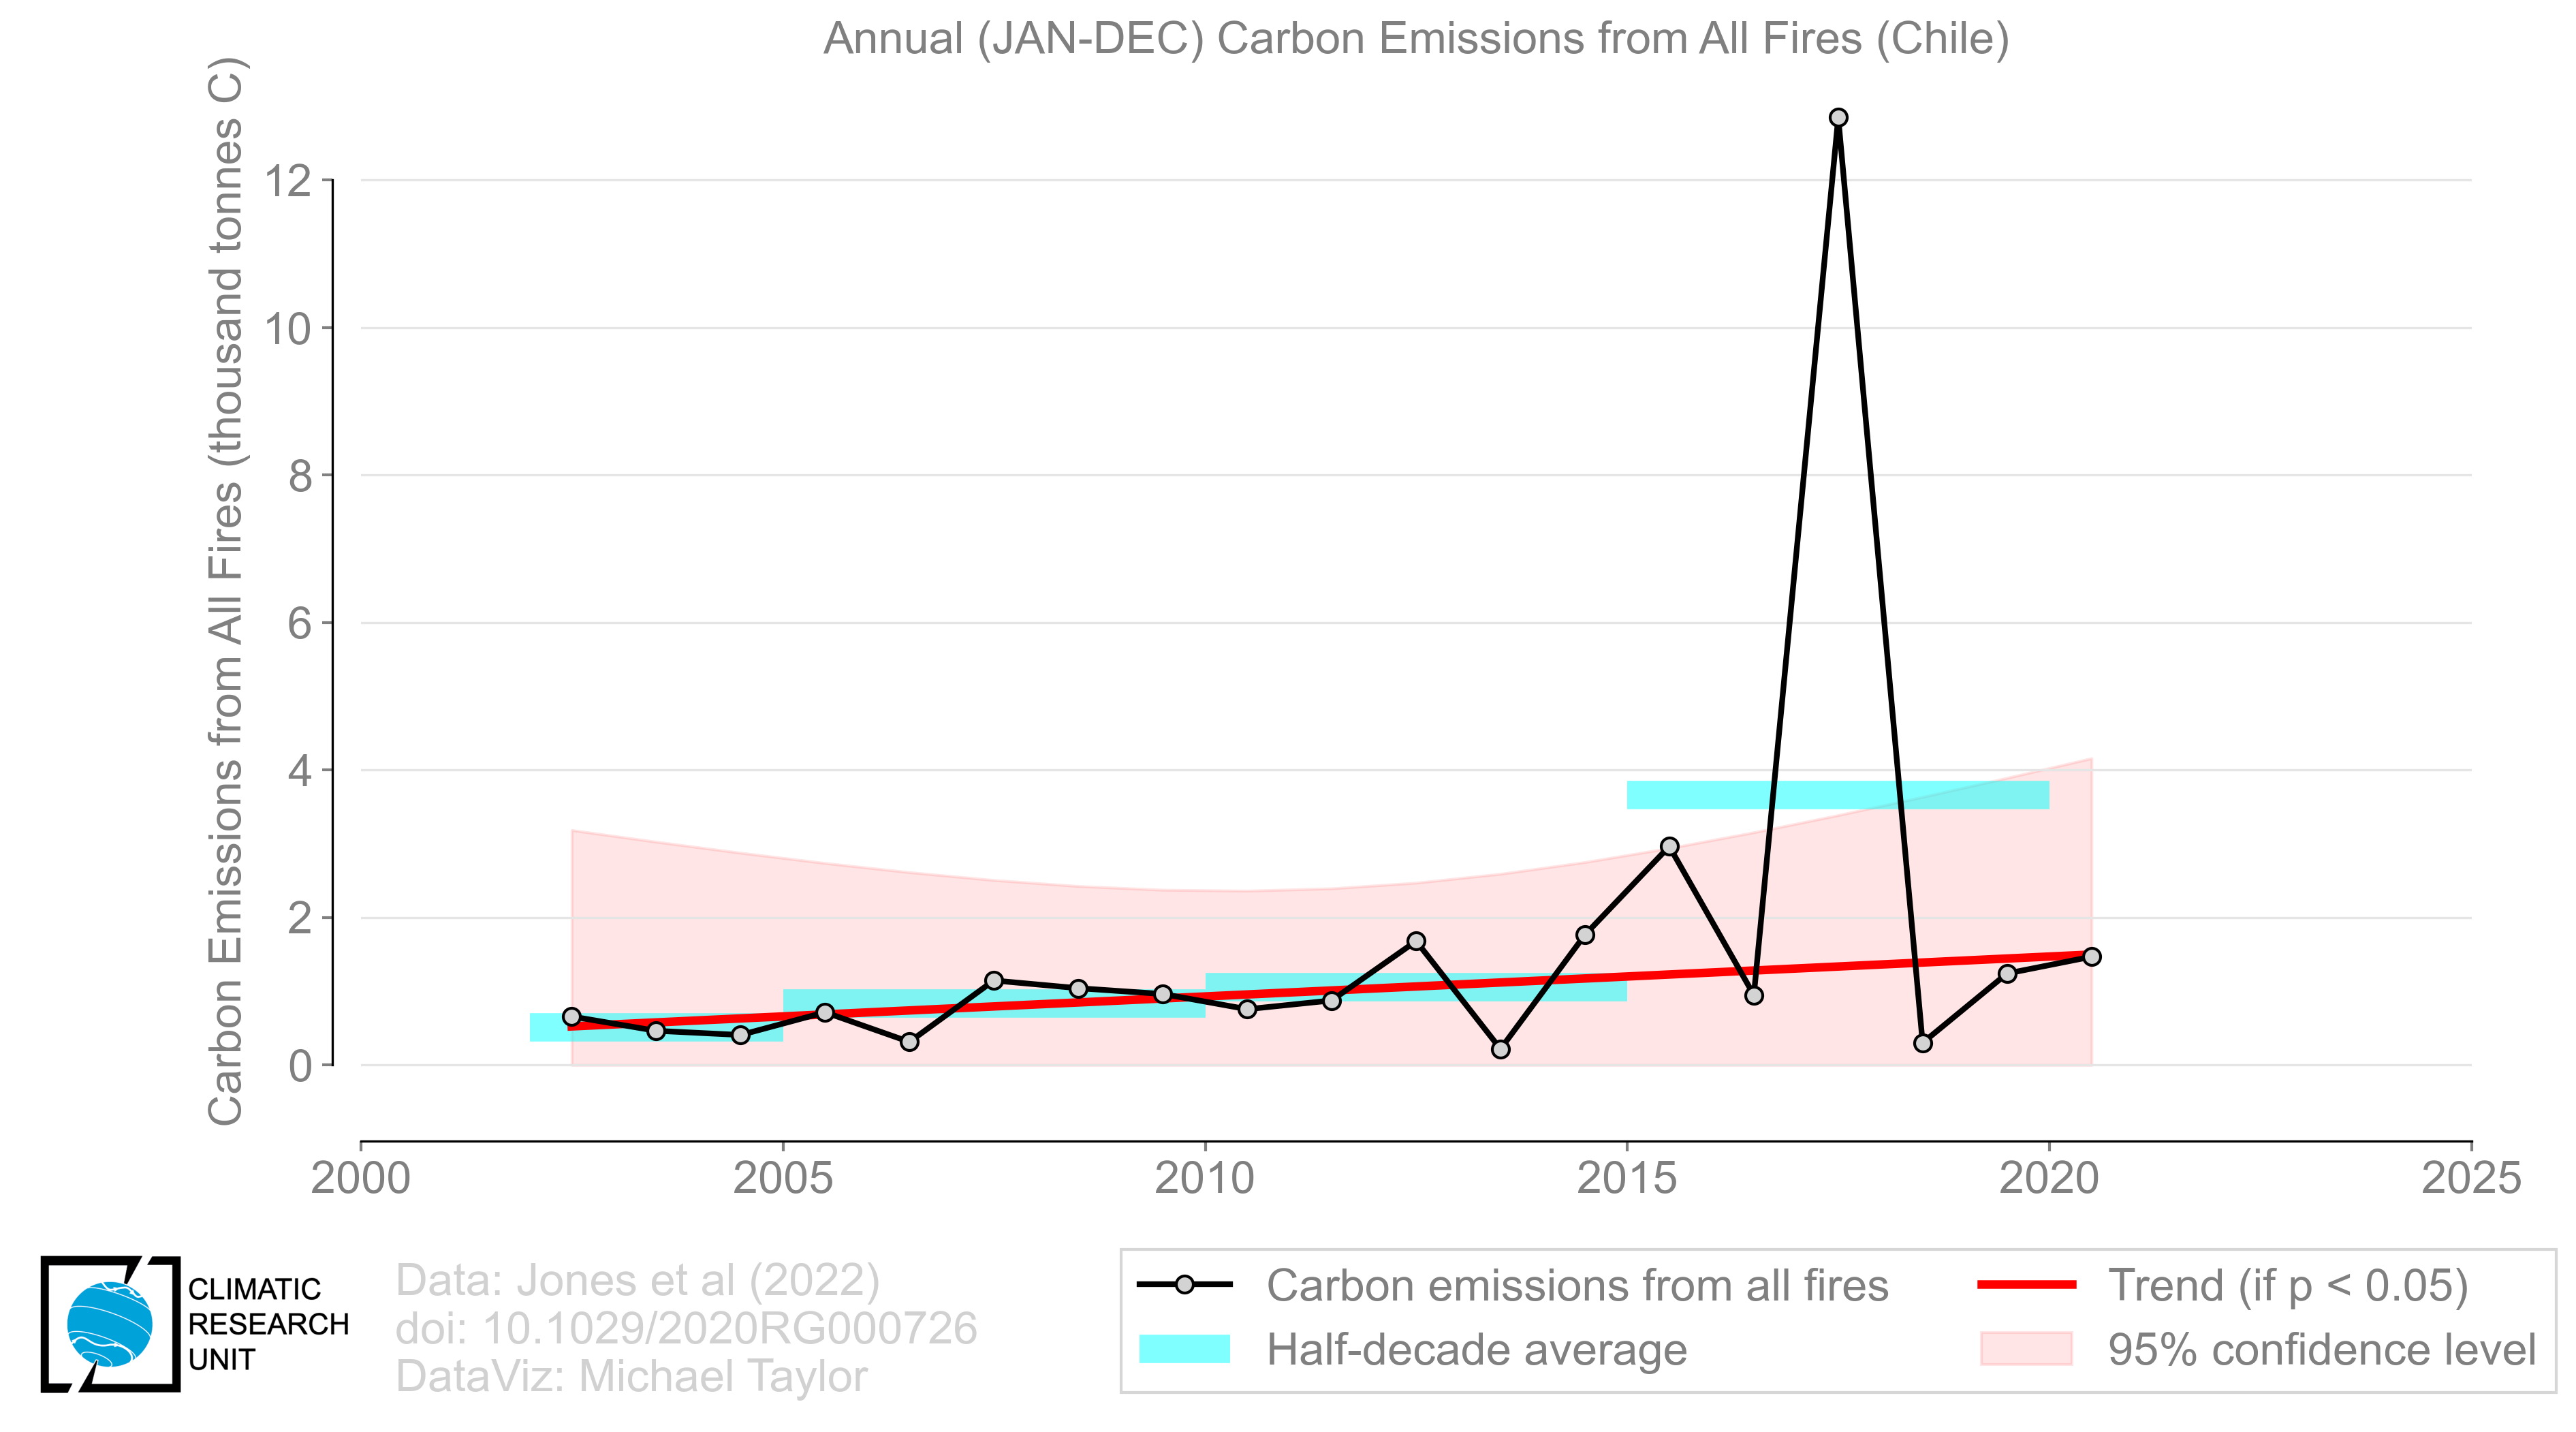 Annual (JAN-DEC) Carbon Emissions from All Fires (Chile)
Carbon Emissions from All Fires (thousand tonnes C)
12
10
8
6
4
2
0
2000
2005
2010
2015
2020
2025
CLIMATIC
RESEARCH
UNIT
Data: Jones et al (2022)
doi: 10.1029/2020RG000726
DataViz: Michael Taylor
Carbon emissions from all fires
Half-decade average
Trend (if p < 0.05)
95% confidence level